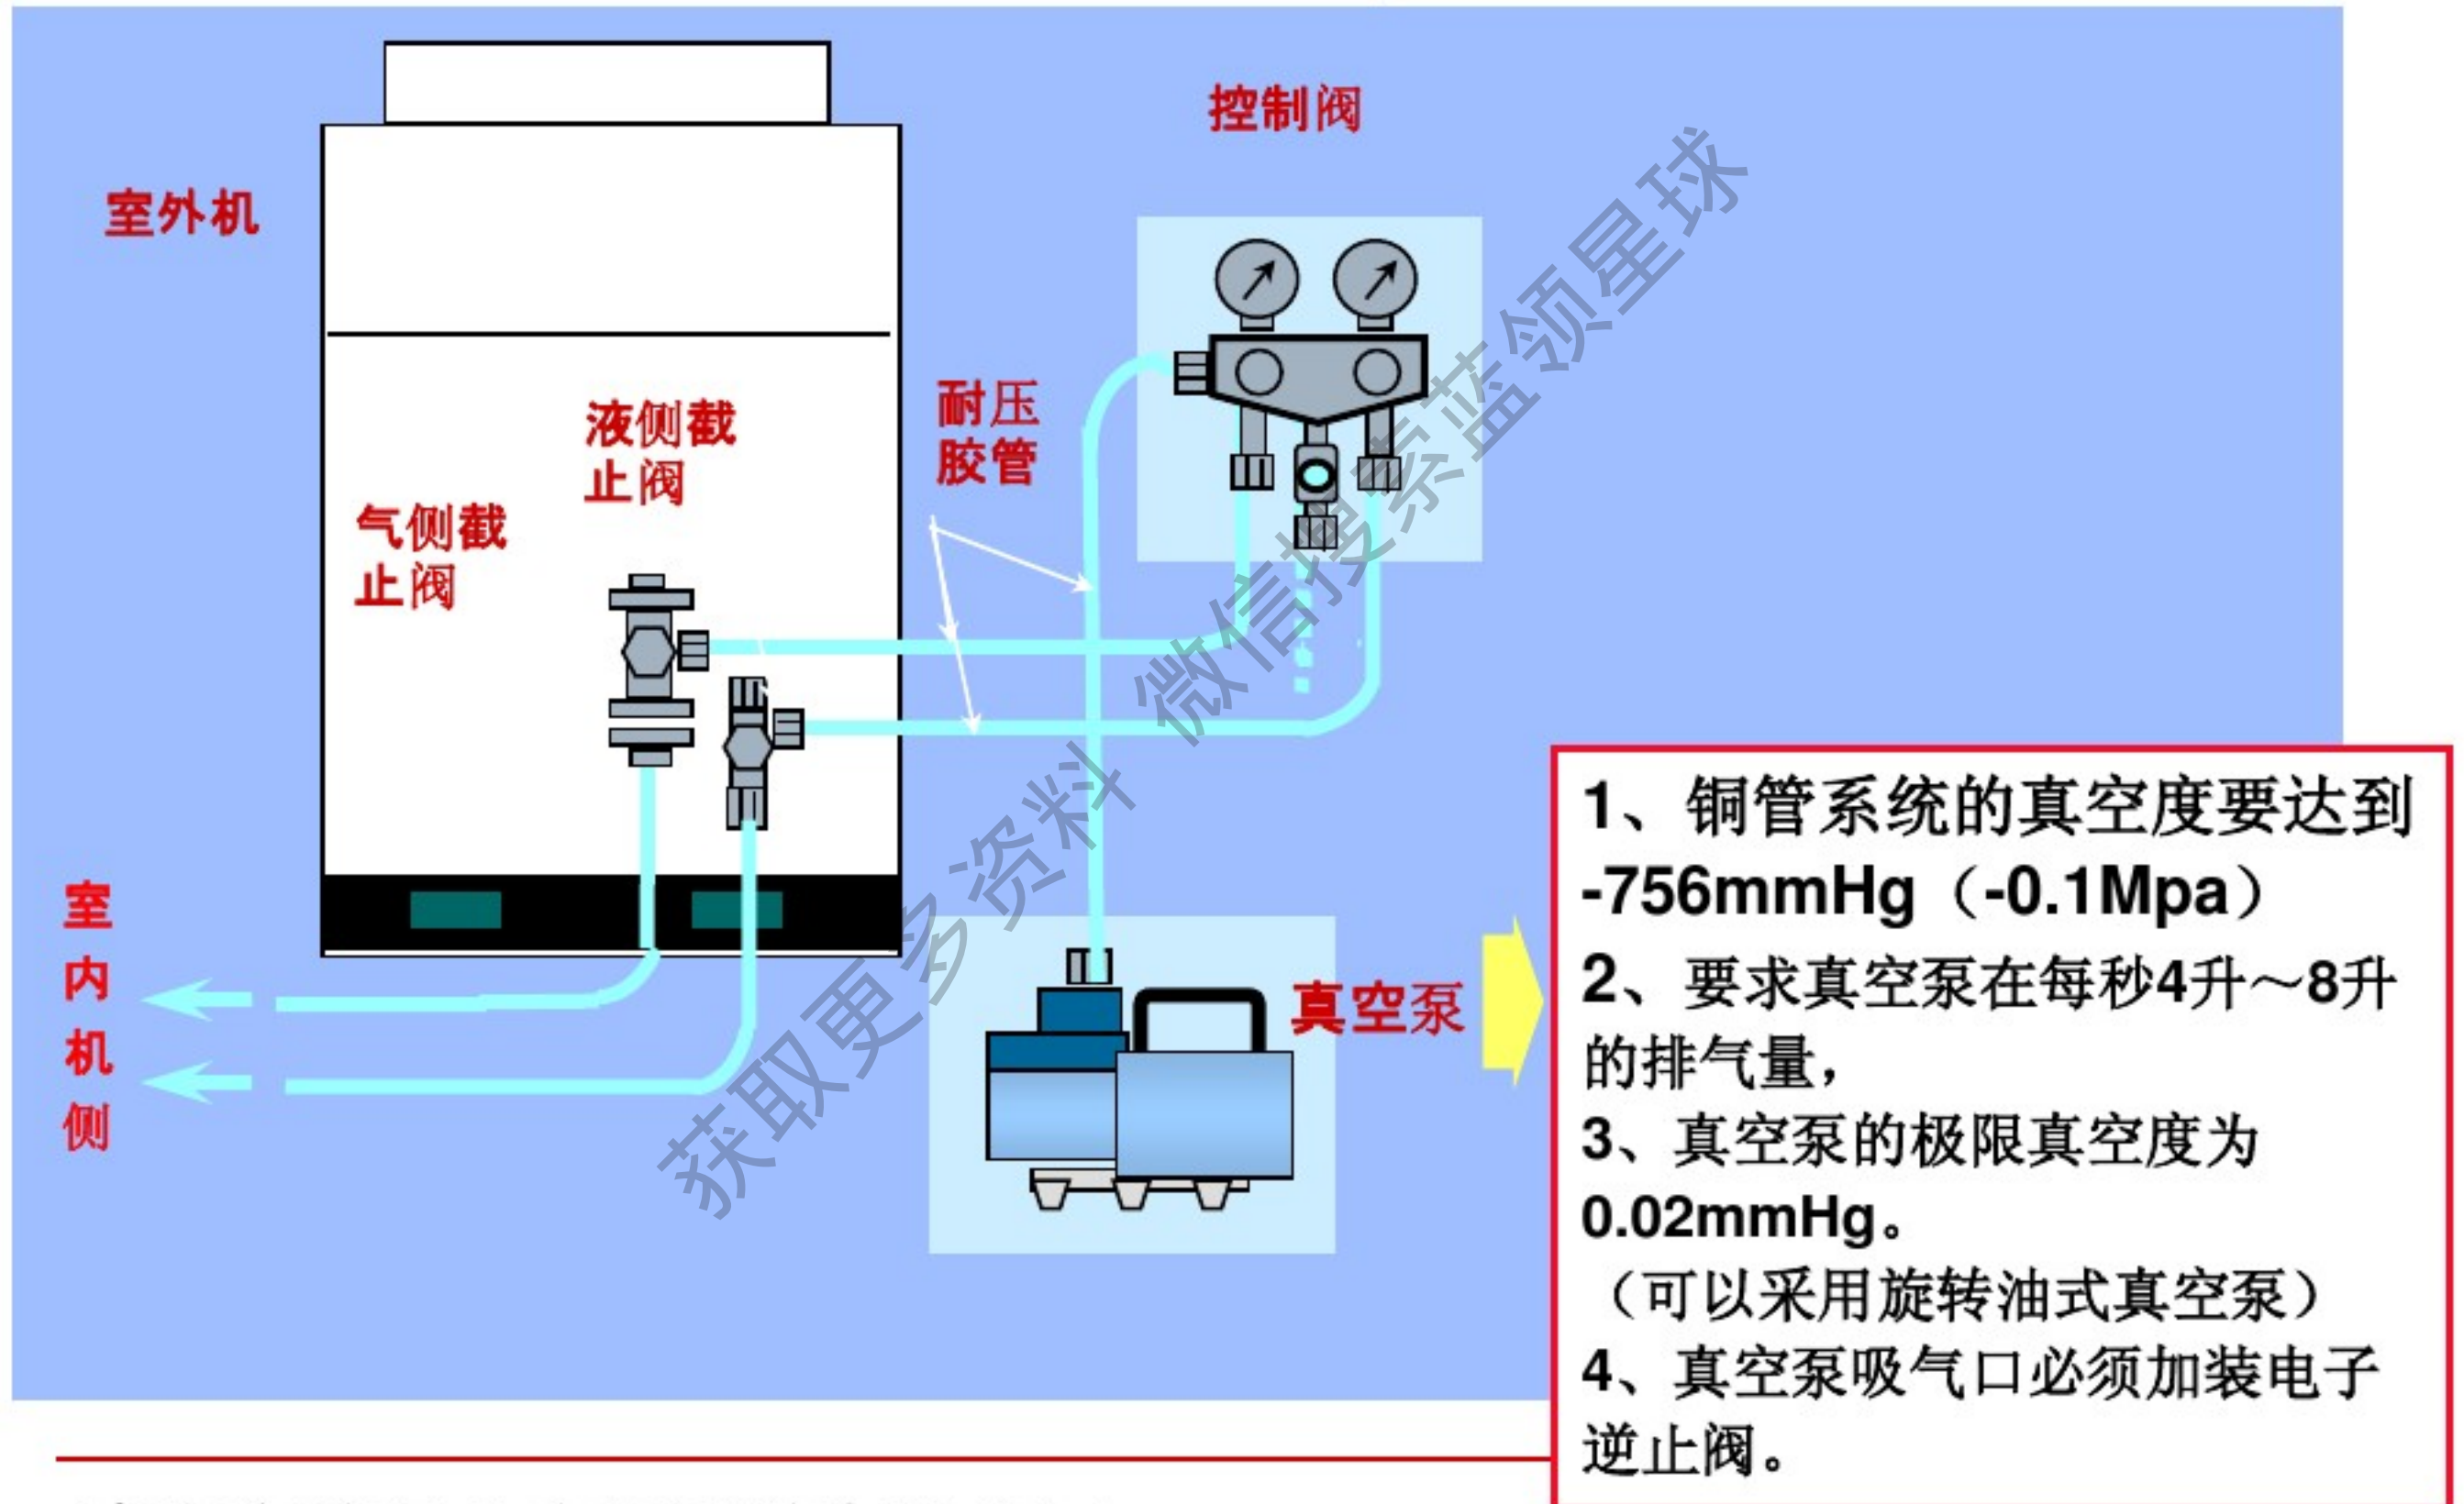 控制阀
室外机
耐压
胶管
液侧截
止阀
气侧截
止阀
室
内
机
侧
真空泵
1、铜管系统的真空度要达到
-756mmHg（-0.1Mpa）
2、要求真空泵在每秒4升～8升
的排气量，
3、真空泵的极限真空度为
0.02mmHg。
（可以采用旋转油式真空泵）
4、真空泵吸气口必须加装电子
逆止阀。
获取更多资料 微信搜索蓝领星球